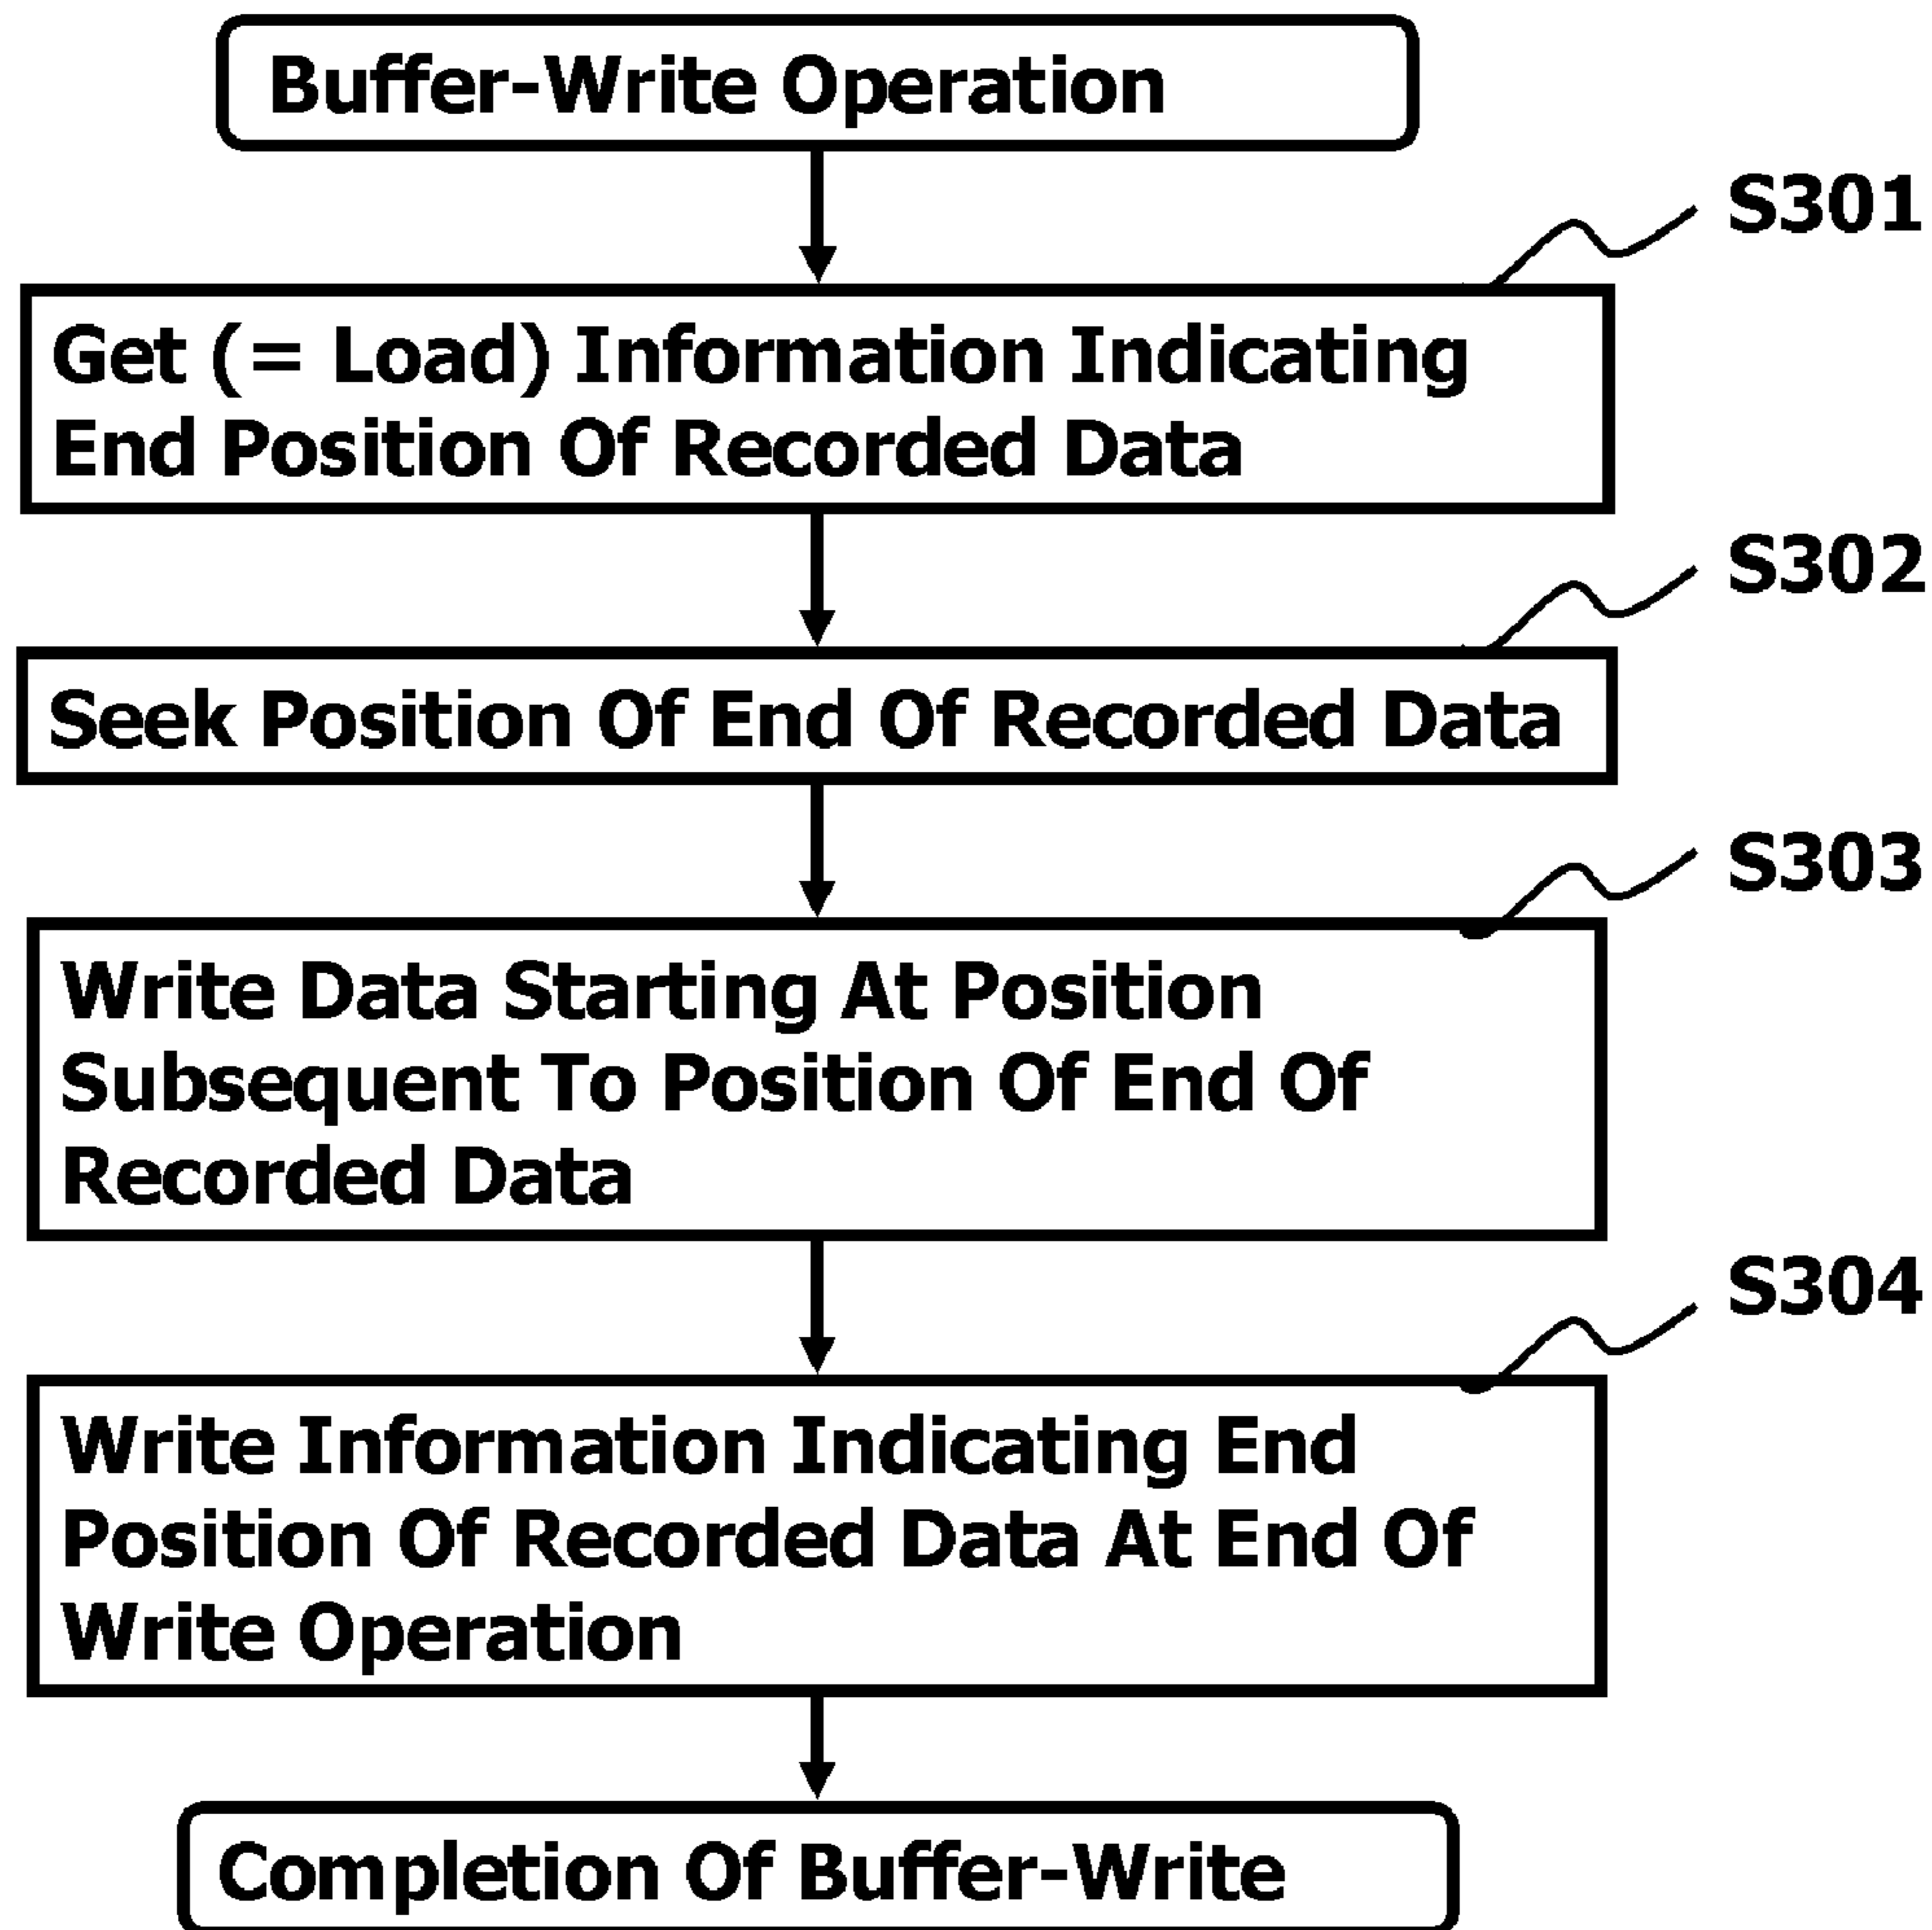 Buffer-Write Operation
S301
Get (= Load) Information Indicating
End Position Of Recorded Data
S302
Seek Position Of End Of Recorded Data
S303
Write Data Starting At Position
Subsequent To Position Of End Of
Recorded Data
S304
Write Information Indicating End
Position Of Recorded Data At End Of
Write Operation
Completion Of Buffer-Write